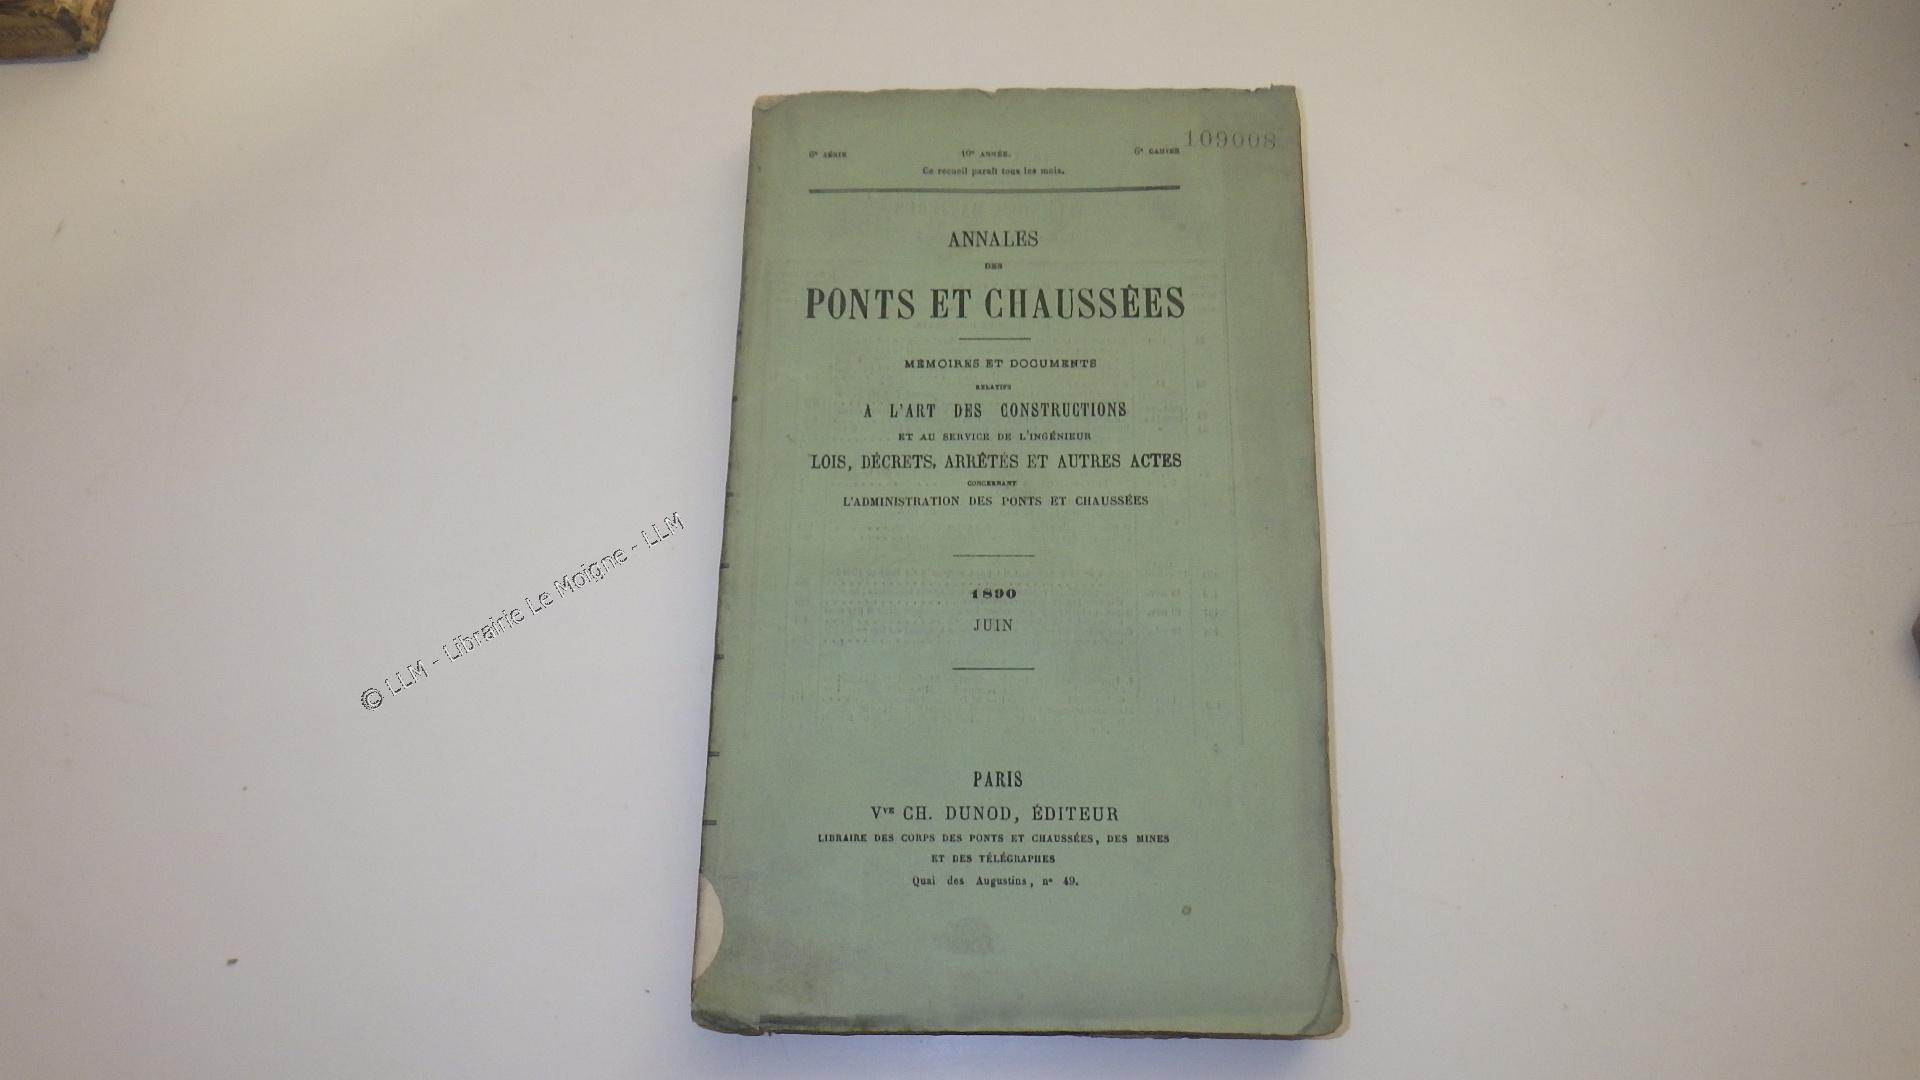 6e SÉRIE 10e ANNÉE. 6e CAHIER 109008
Ce recueil paraît tous les mois.
ANNALES
DES
PONTS ET CHAUSSÉES
MÉMOIRES ET DOCUMENTS
RELATIFS
A L'ART DES CONSTRUCTIONS
ET AU SERVICE DE L'INGÉNIEUR
LOIS, DÉCRETS, ARRÊTÉS ET AUTRES ACTES
CONCERNANT
L'ADMINISTRATION DES PONTS ET CHAUSSÉES
1890
JUIN
PARIS
Vve CH. DUNOD, ÉDITEUR
LIBRAIRE DES CORPS DES PONTS ET CHAUSSÉES, DES MINES
ET DES TÉLÉGRAPHES
Quai des Augustins, nº 49.
© LLM - Librairie Le Moigne - LLM